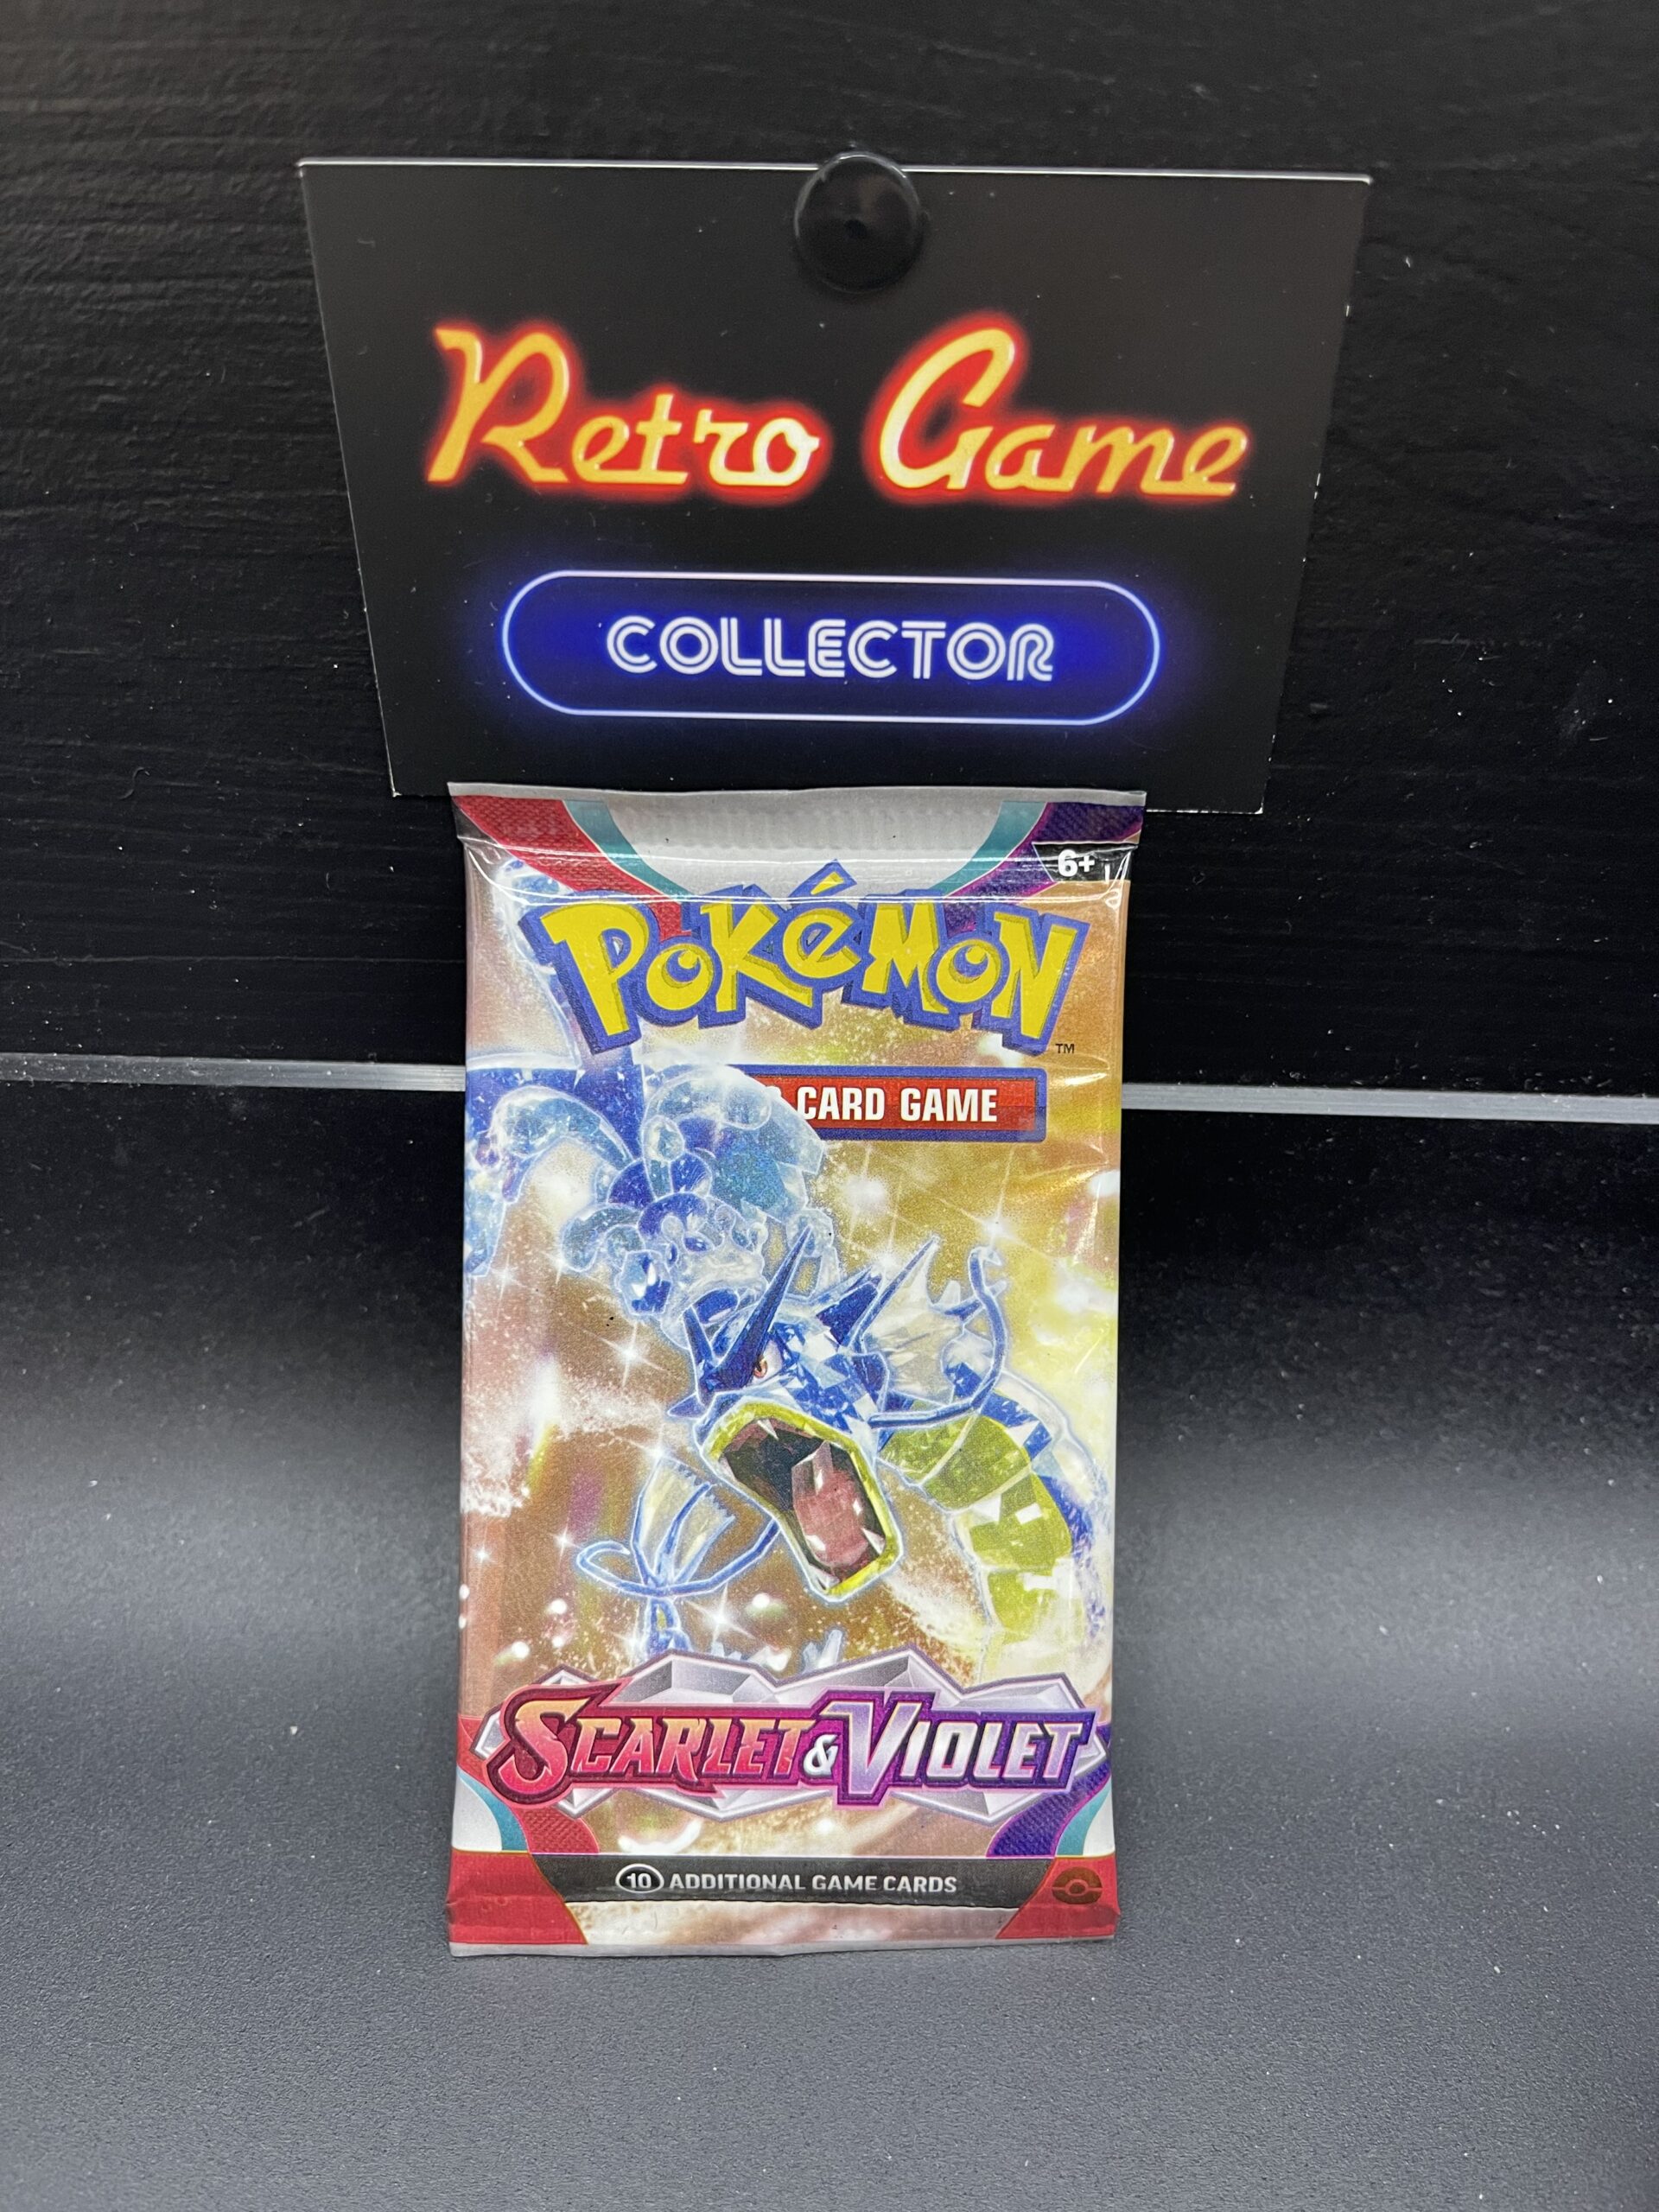 Retro Game
COLLECTOR
6+
POKéMON
TM
CARD GAME
SCARLET & VIOLET
10 ADDITIONAL GAME CARDS